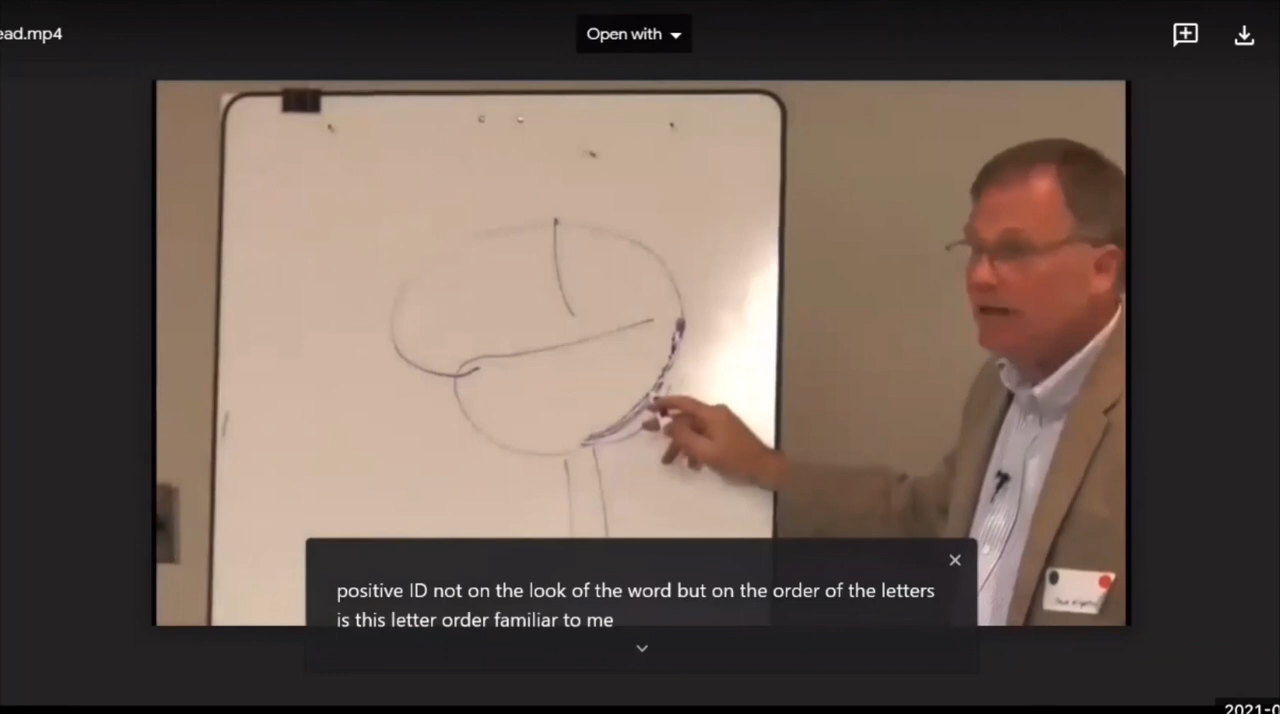 ead.mp4
Open with
positive ID not on the look of the word but on the order of the letters
is this letter order familiar to me
2021-0